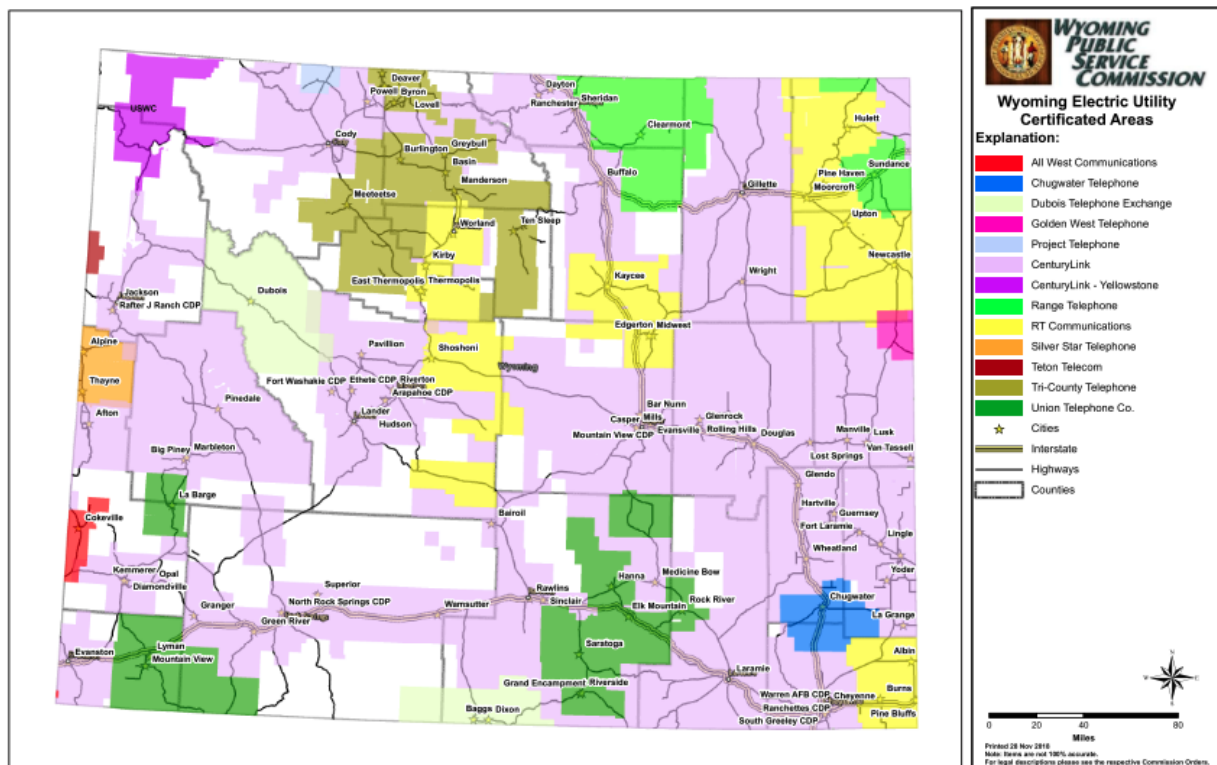 WYOMING
PUBLIC
SERVICE
COMMISSION
Wyoming Electric Utility
Certificated Areas
Explanation:
All West Communications
Chugwater Telephone
Dubois Telephone Exchange
Golden West Telephone
Project Telephone
CenturyLink
CenturyLink - Yellowstone
Range Telephone
RT Communications
Silver Star Telephone
Teton Telecom
Tri-County Telephone
Union Telephone Co.
Cities
Interstate
Highways
Counties
N
W
E
S
0 20 40 80
Miles
Printed 28 Nov 2018
Note: Items are not 100% accurate.
For legal descriptions please see the respective Commission Orders.
USWC
Deaver
Powell
Byron
Lovell
Cody
Burlington
Greybull
Basin
Manderson
Meeteetse
Worland
Ten Sleep
Kirby
East Thermopolis
Thermopolis
Dayton
Ranchester
Sheridan
Clearmont
Buffalo
Gillette
Hulett
Sundance
Pine Haven
Moorcroft
Upton
Newcastle
Wright
Kaycee
Edgerton
Midwest
Jackson
Rafter J Ranch CDP
Dubois
Alpine
Thayne
Afton
Pinedale
Pavillion
Shoshoni
Wyoming
Fort Washakie CDP
Ethete CDP
Riverton
Arapahoe CDP
Lander
Hudson
Bar Nunn
Casper
Mills
Evansville
Mountain View CDP
Glenrock
Rolling Hills
Douglas
Manville
Lusk
Van Tassell
Lost Springs
Glendo
Big Piney
Marbleton
La Barge
Cokeville
Kemmerer
Opal
Diamondville
Granger
Superior
North Rock Springs CDP
Green River
Bairoil
Wamsutter
Rawlins
Sinclair
Hanna
Medicine Bow
Elk Mountain
Rock River
Hartville
Guernsey
Fort Laramie
Lingle
Wheatland
Yoder
Chugwater
La Grange
Evanston
Lyman
Mountain View
Saratoga
Grand Encampment
Riverside
Baggs
Dixon
Laramie
Albin
Warren AFB CDP
Cheyenne
Ranchettes CDP
South Greeley CDP
Burns
Pine Bluffs